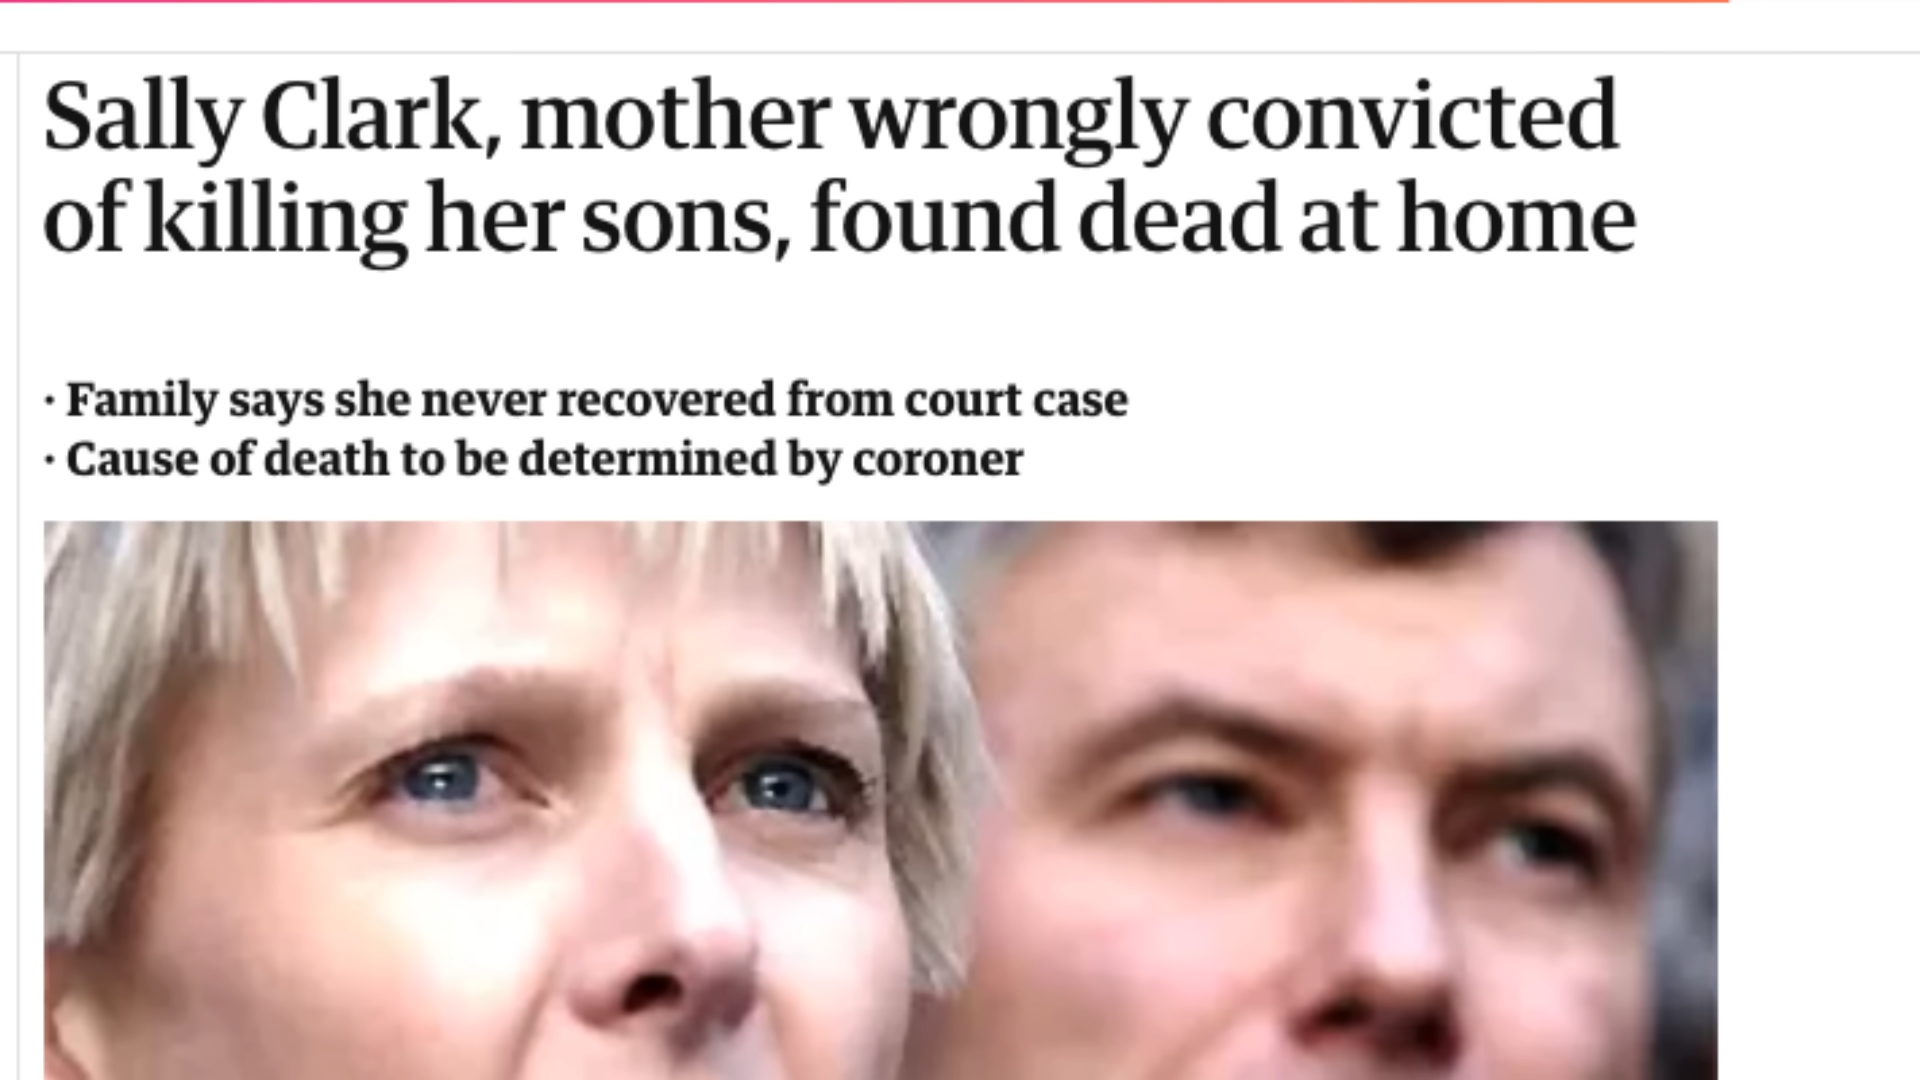 Sally Clark, mother wrongly convicted
of killing her sons, found dead at home
· Family says she never recovered from court case
· Cause of death to be determined by coroner